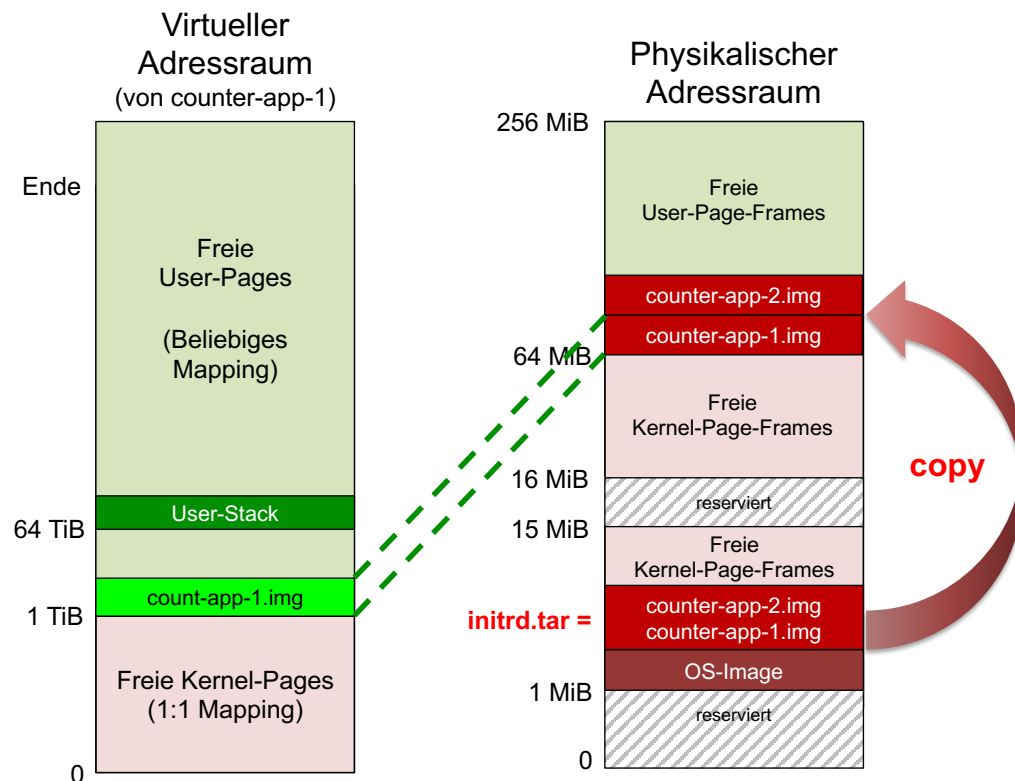 Virtueller
Adressraum
(von counter-app-1)
Ende
Freie
User-Pages
(Beliebiges
Mapping)
User-Stack
64 TiB
count-app-1.img
1 TiB
Freie Kernel-Pages
(1:1 Mapping)
0
Physikalischer
Adressraum
256 MiB
Freie
User-Page-Frames
counter-app-2.img
counter-app-1.img
64 MiB
Freie
Kernel-Page-Frames
16 MiB
reserviert
15 MiB
Freie
Kernel-Page-Frames
initrd.tar =
counter-app-2.img
counter-app-1.img
OS-Image
1 MiB
reserviert
0
copy